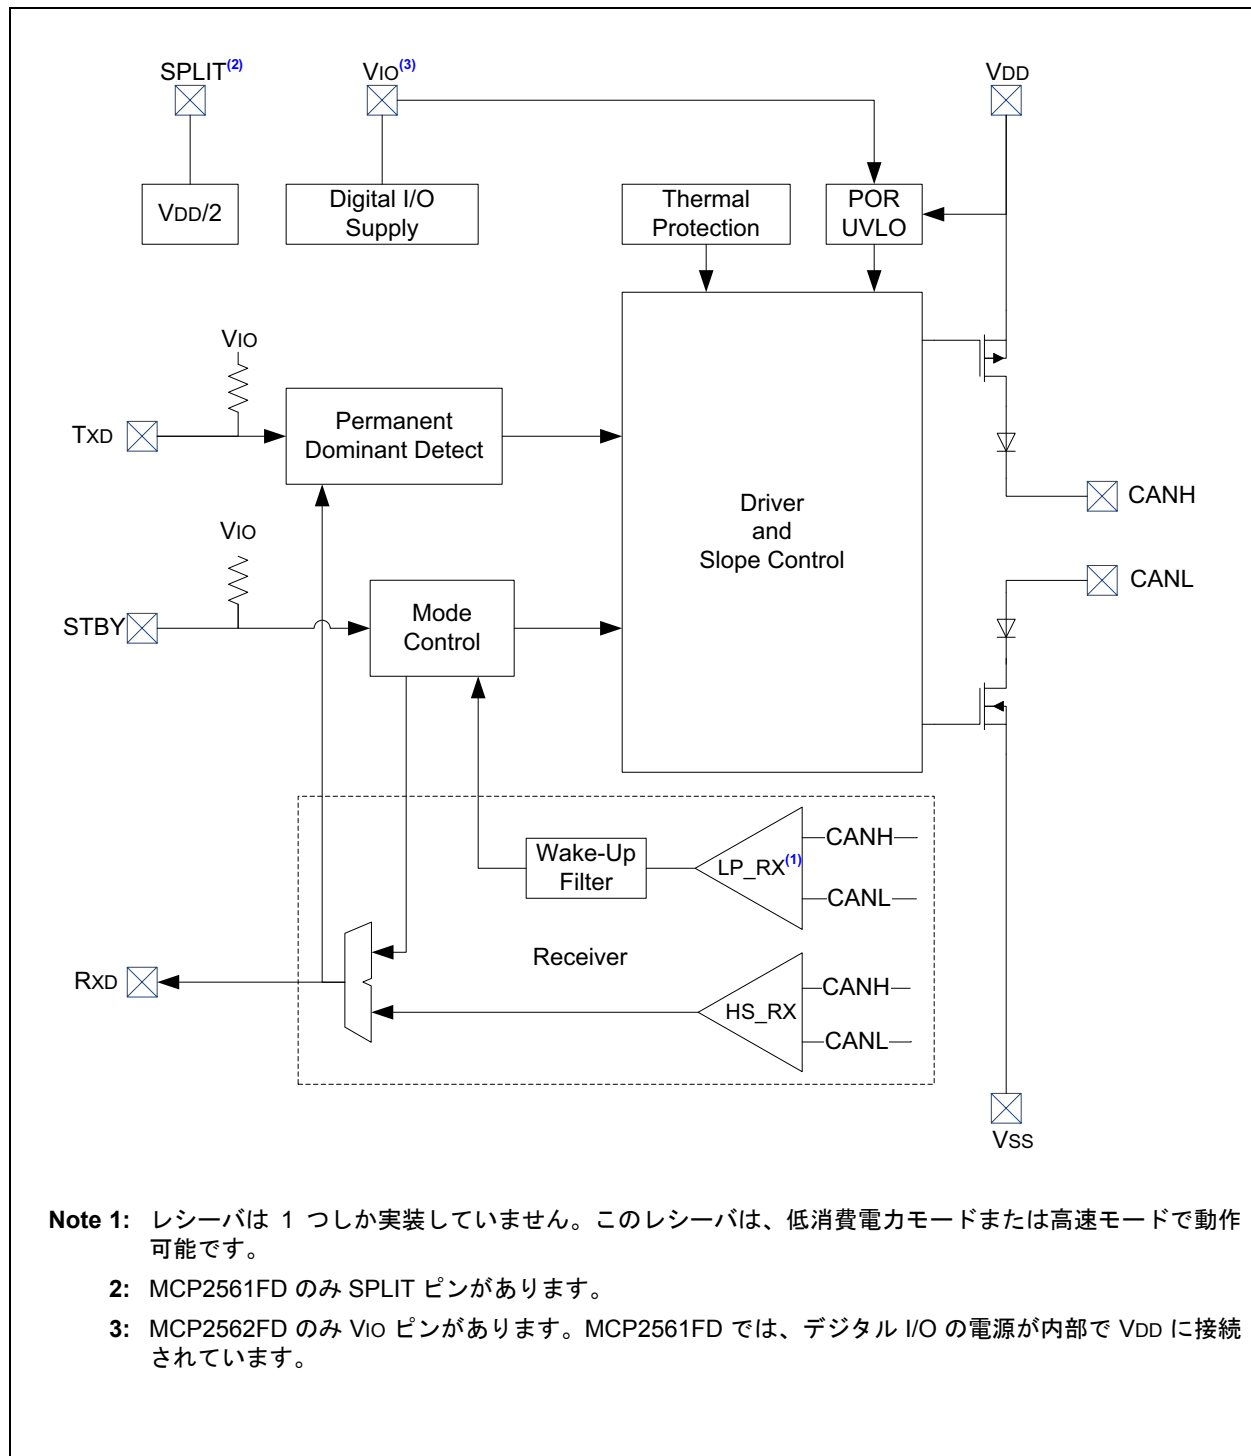 SPLIT(2)
VIO(3)
VDD
VDD/2
Digital I/O
Supply
Thermal
Protection
POR
UVLO
VIO
TXD
Permanent
Dominant Detect
Driver
and
Slope Control
CANH
CANL
VIO
STBY
Mode
Control
Wake-Up
Filter
LP_RX(1)
CANH
CANL
Receiver
RXD
HS_RX
CANH
CANL
VSS
Note 1: レシーバは 1 つしか実装していません。このレシーバは、低消費電力モードまたは高速モードで動作
可能です。
2: MCP2561FD のみ SPLIT ピンがあります。
3: MCP2562FD のみ VIO ピンがあります。MCP2561FD では、デジタル I/O の電源が内部で VDD に接続
されています。